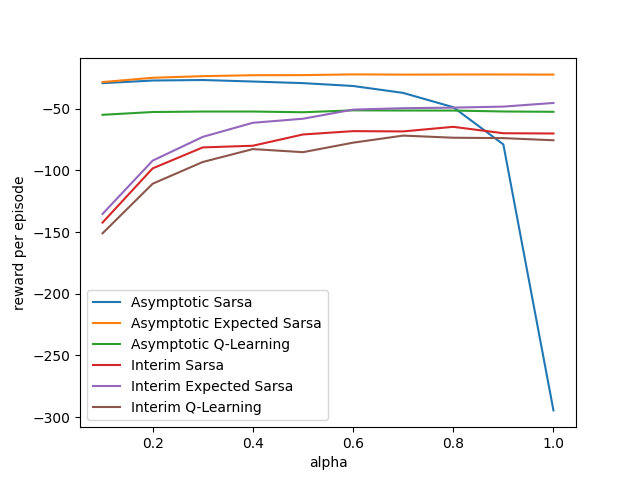 reward per episode
−50
−100
−150
−200
−250
−300
0.2
0.4
0.6
0.8
1.0
alpha
Asymptotic Sarsa
Asymptotic Expected Sarsa
Asymptotic Q-Learning
Interim Sarsa
Interim Expected Sarsa
Interim Q-Learning